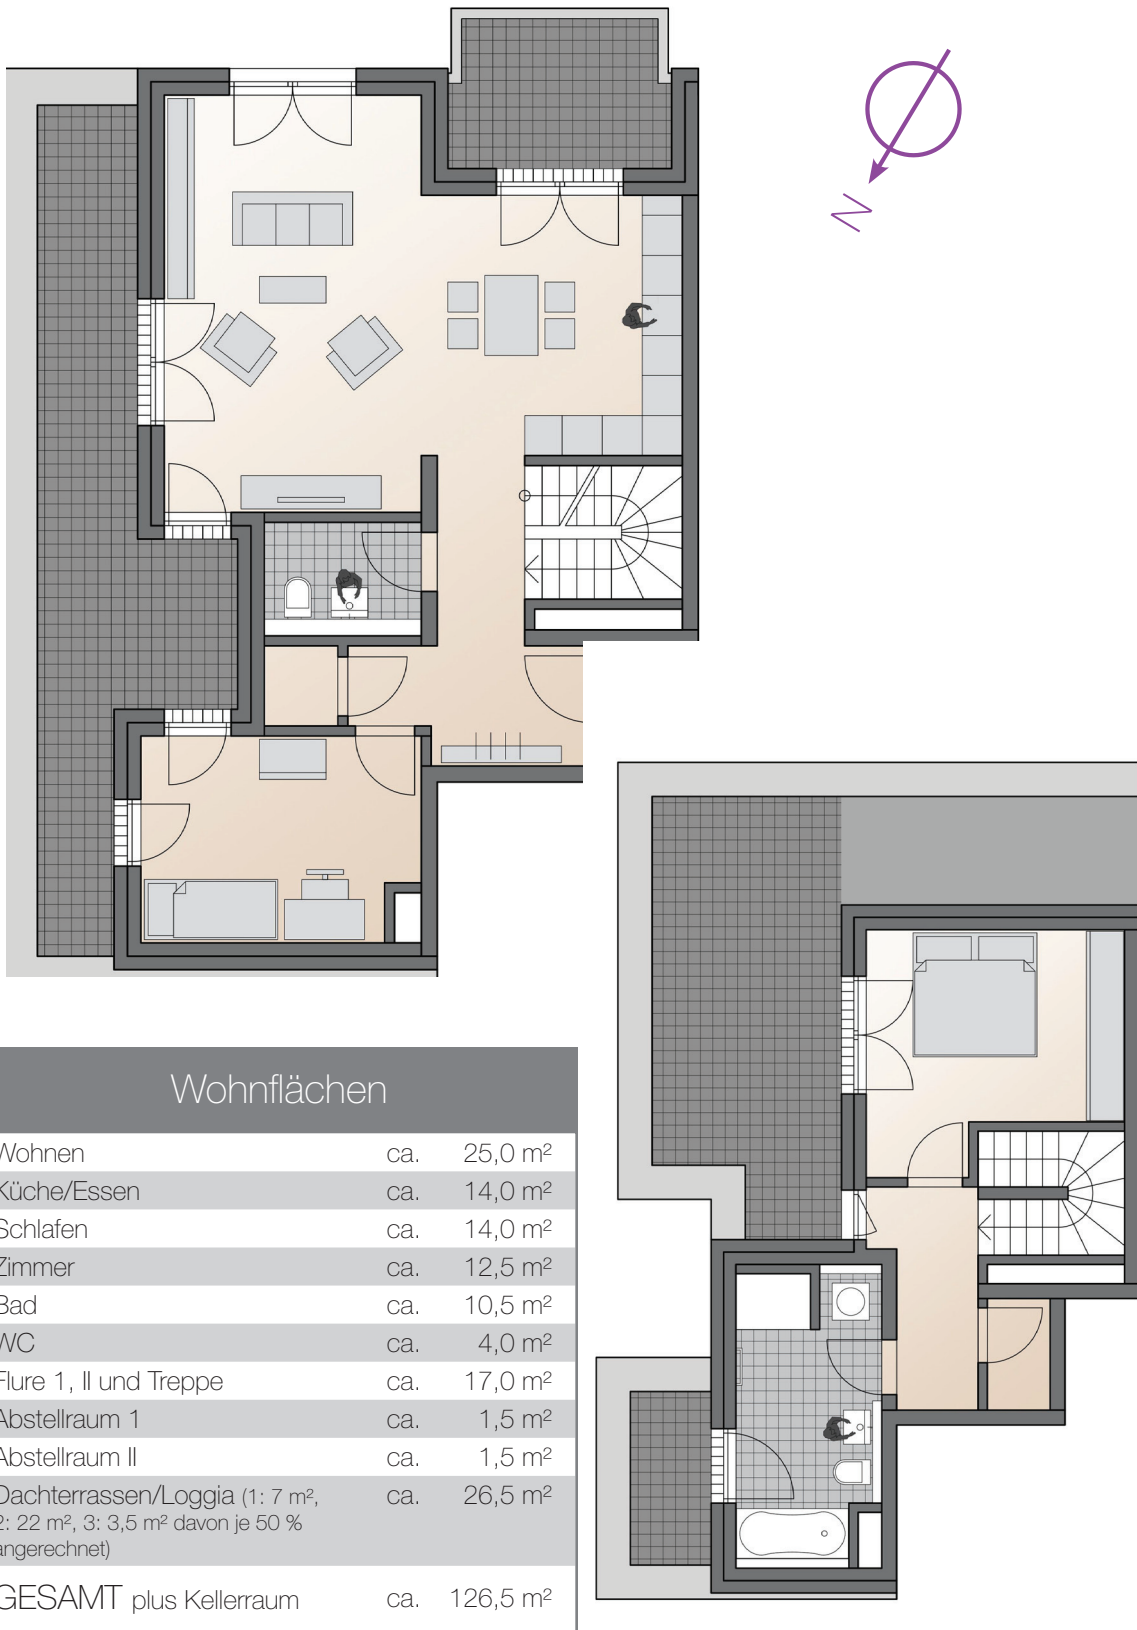 N
Wohnflächen
Wohnen ca. 25,0 m²
Küche/Essen ca. 14,0 m²
Schlafen ca. 14,0 m²
Zimmer ca. 12,5 m²
Bad ca. 10,5 m²
WC ca. 4,0 m²
Flure 1, II und Treppe ca. 17,0 m²
Abstellraum 1 ca. 1,5 m²
Abstellraum II ca. 1,5 m²
Dachterrassen/Loggia (1: 7 m², ca. 26,5 m²
2: 22 m², 3: 3,5 m² davon je 50 %
angerechnet)
GESAMT plus Kellerraum ca. 126,5 m²